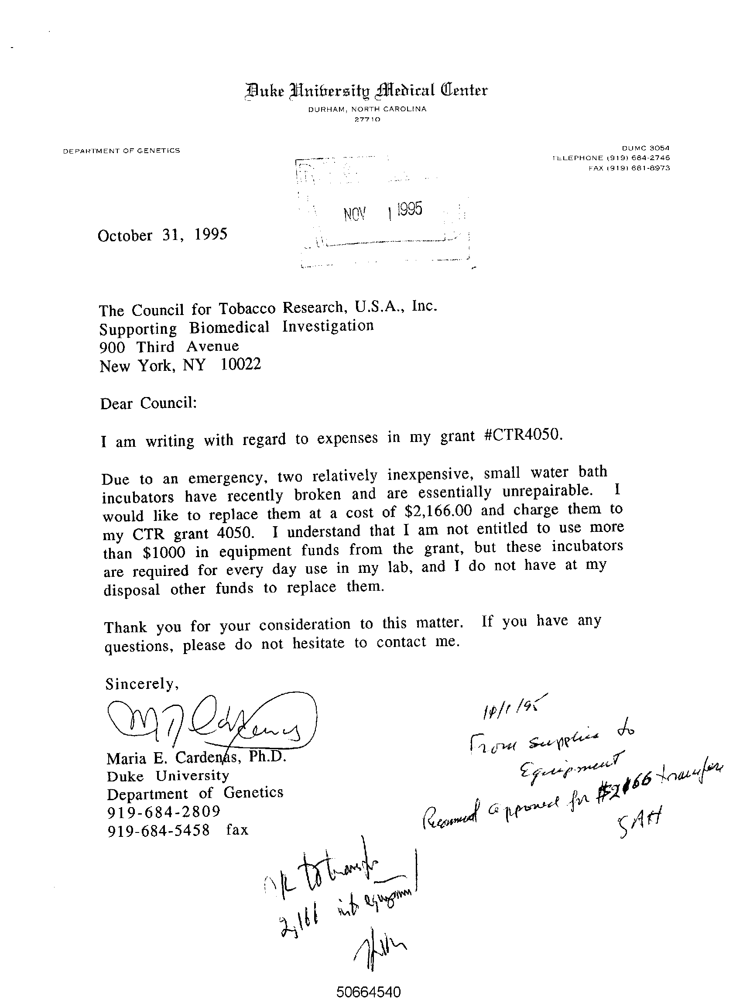 Duke University Medical Center
DURHAM, NORTH CAROLINA
27710
DEPARTMENT OF GENETICS
DUMC 3054
TELEPHONE (919) 684-2746
FAX (919) 681-8973
NOV 1 1995
October 31, 1995
The Council for Tobacco Research, U.S.A., Inc.
Supporting Biomedical Investigation
900 Third Avenue
New York, NY 10022
Dear Council:
I am writing with regard to expenses in my grant #CTR4050.
Due to an emergency, two relatively inexpensive, small water bath
incubators have recently broken and are essentially unrepairable. I
would like to replace them at a cost of $2,166.00 and charge them to
my CTR grant 4050. I understand that I am not entitled to use more
than $1000 in equipment funds from the grant, but these incubators
are required for every day use in my lab, and I do not have at my
disposal other funds to replace them.
Thank you for your consideration to this matter. If you have any
questions, please do not hesitate to contact me.
Sincerely,
Maria E. Cardenas, Ph.D.
Duke University
Department of Genetics
919-684-2809
919-684-5458 fax
From supplies to
Equipment
approval for $2166 transfer
OK to transfer
2,166 into equipment
50664540